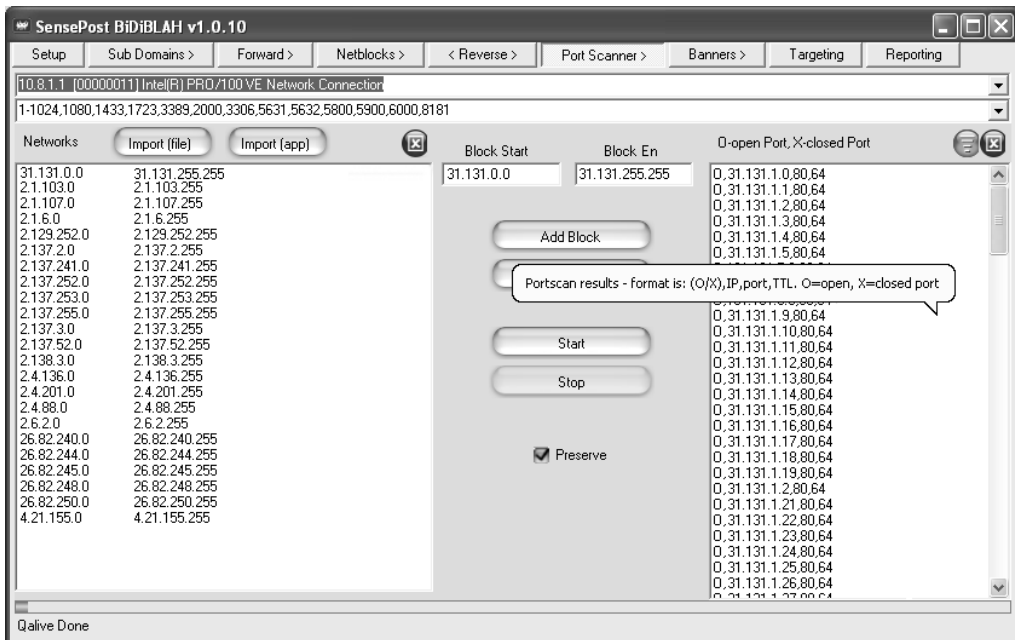 SensePost BiDiBLAH v1.0.10
Setup Sub Domains > Forward > Netblocks > < Reverse > Port Scanner > Banners > Targeting Reporting
10.8.1.1 [00000011] Intel(R) PRO/100 VE Network Connection
1-1024,1080,1433,1723,3389,2000,3306,5631,5632,5800,5900,6000,8181
Networks Import (file) Import (app)
31.131.0.0 31.131.255.255
2.1.103.0 2.1.103.255
2.1.107.0 2.1.107.255
2.1.6.0 2.1.6.255
2.129.252.0 2.129.252.255
2.137.2.0 2.137.2.255
2.137.241.0 2.137.241.255
2.137.252.0 2.137.252.255
2.137.253.0 2.137.253.255
2.137.255.0 2.137.255.255
2.137.3.0 2.137.3.255
2.137.52.0 2.137.52.255
2.138.3.0 2.138.3.255
2.4.136.0 2.4.136.255
2.4.201.0 2.4.201.255
2.4.88.0 2.4.88.255
2.6.2.0 2.6.2.255
26.82.240.0 26.82.240.255
26.82.244.0 26.82.244.255
26.82.245.0 26.82.245.255
26.82.248.0 26.82.248.255
26.82.250.0 26.82.250.255
4.21.155.0 4.21.155.255
Block Start Block En
31.131.0.0 31.131.255.255
Add Block
Portscan results - format is: (O/X),IP,port,TTL. O=open, X=closed port
Start
Stop
Preserve
O-open Port, X-closed Port
O,31.131.1.0,80,64
O,31.131.1.1,80,64
O,31.131.1.2,80,64
O,31.131.1.3,80,64
O,31.131.1.4,80,64
O,31.131.1.5,80,64
O,31.131.1.9,80,64
O,31.131.1.10,80,64
O,31.131.1.11,80,64
O,31.131.1.12,80,64
O,31.131.1.13,80,64
O,31.131.1.14,80,64
O,31.131.1.15,80,64
O,31.131.1.16,80,64
O,31.131.1.17,80,64
O,31.131.1.18,80,64
O,31.131.1.19,80,64
O,31.131.1.2,80,64
O,31.131.1.21,80,64
O,31.131.1.22,80,64
O,31.131.1.23,80,64
O,31.131.1.24,80,64
O,31.131.1.25,80,64
O,31.131.1.26,80,64
Qalive Done